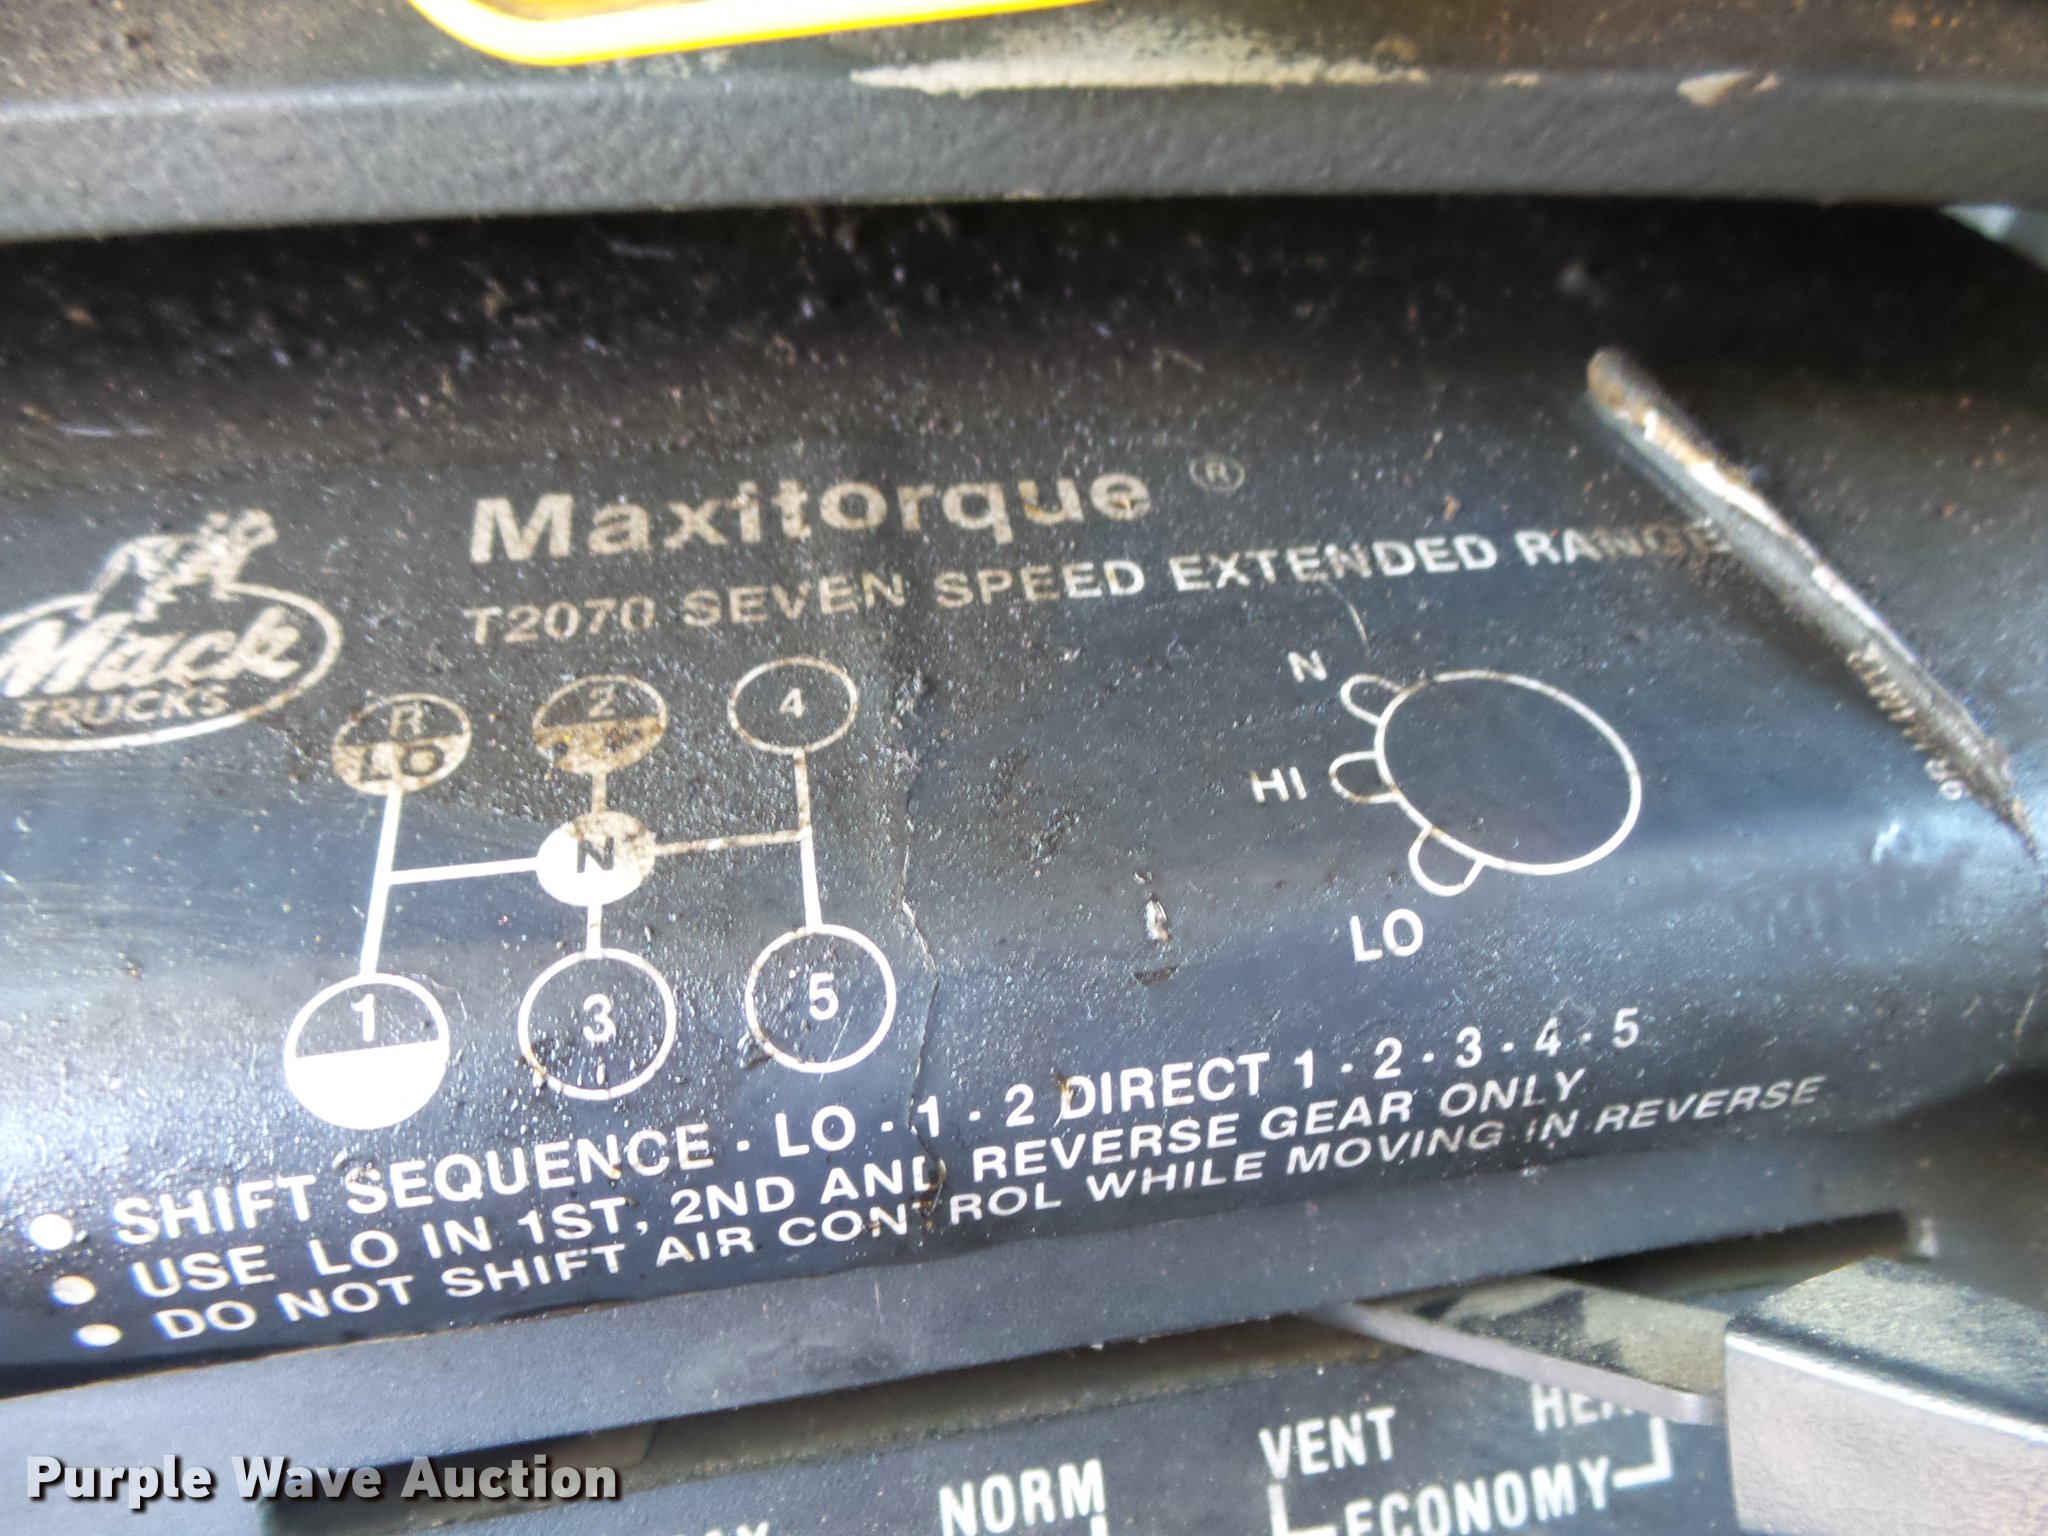 Maxitorque ®
T2070 SEVEN SPEED EXTENDED RANGE
Mack
TRUCKS
R 2 4
LO
N
1 3 5
N
HI
LO
• SHIFT SEQUENCE - LO - 1 - 2 DIRECT 1 - 2 - 3 - 4 - 5
• USE LO IN 1ST, 2ND AND REVERSE GEAR ONLY
• DO NOT SHIFT AIR CONTROL WHILE MOVING IN REVERSE
VENT
NORM
ECONOMY
Purple Wave Auction